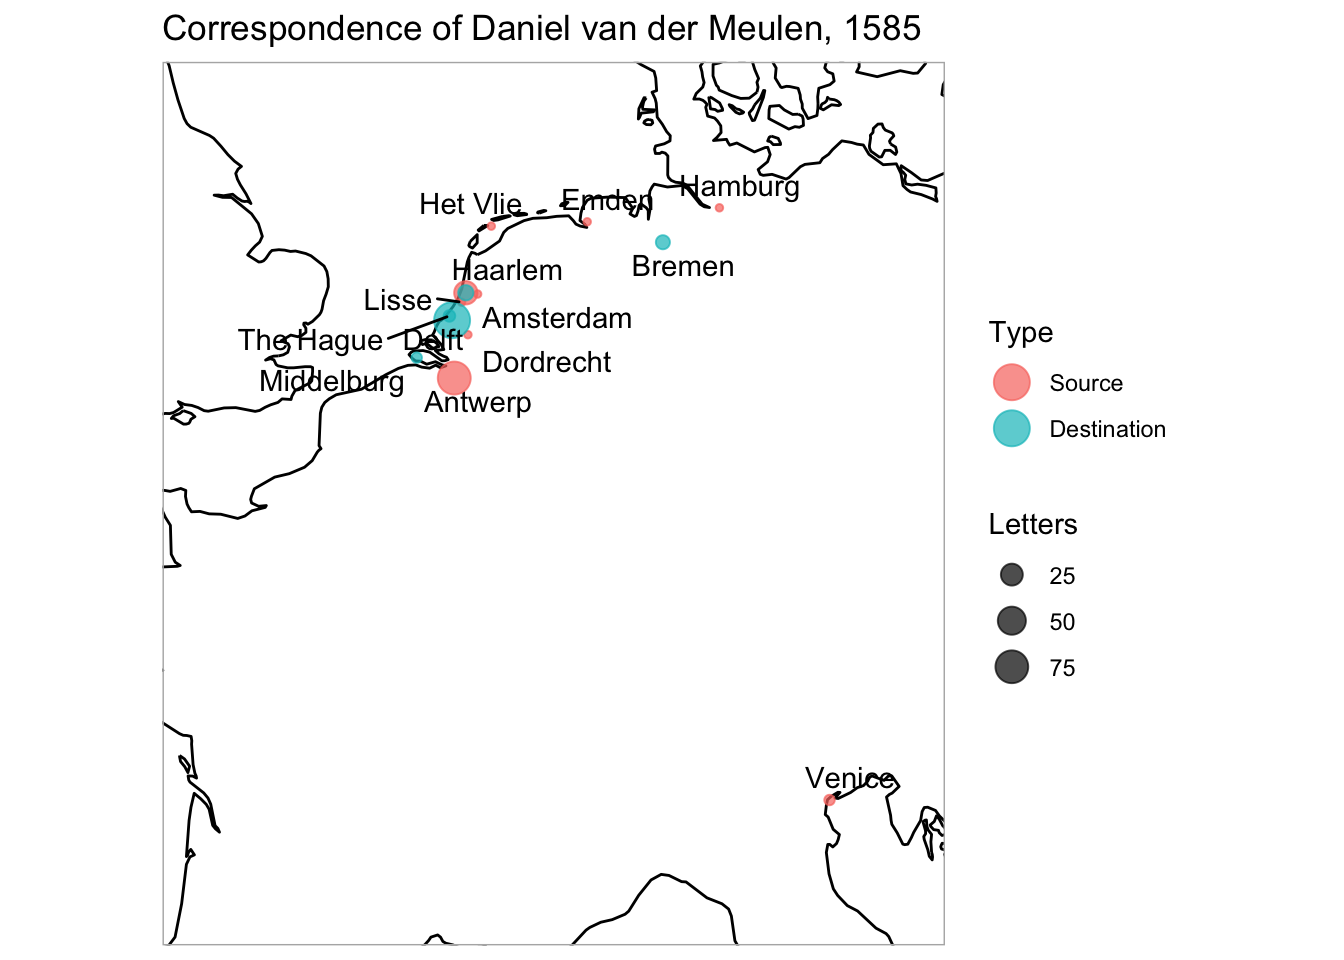 Correspondence of Daniel van der Meulen, 1585
Hamburg
Het Vlie
Emden
Bremen
Haarlem
Lisse
Amsterdam
The Hague
Delft
Dordrecht
Middelburg
Antwerp
Venice
Type
Source
Destination
Letters
25
50
75